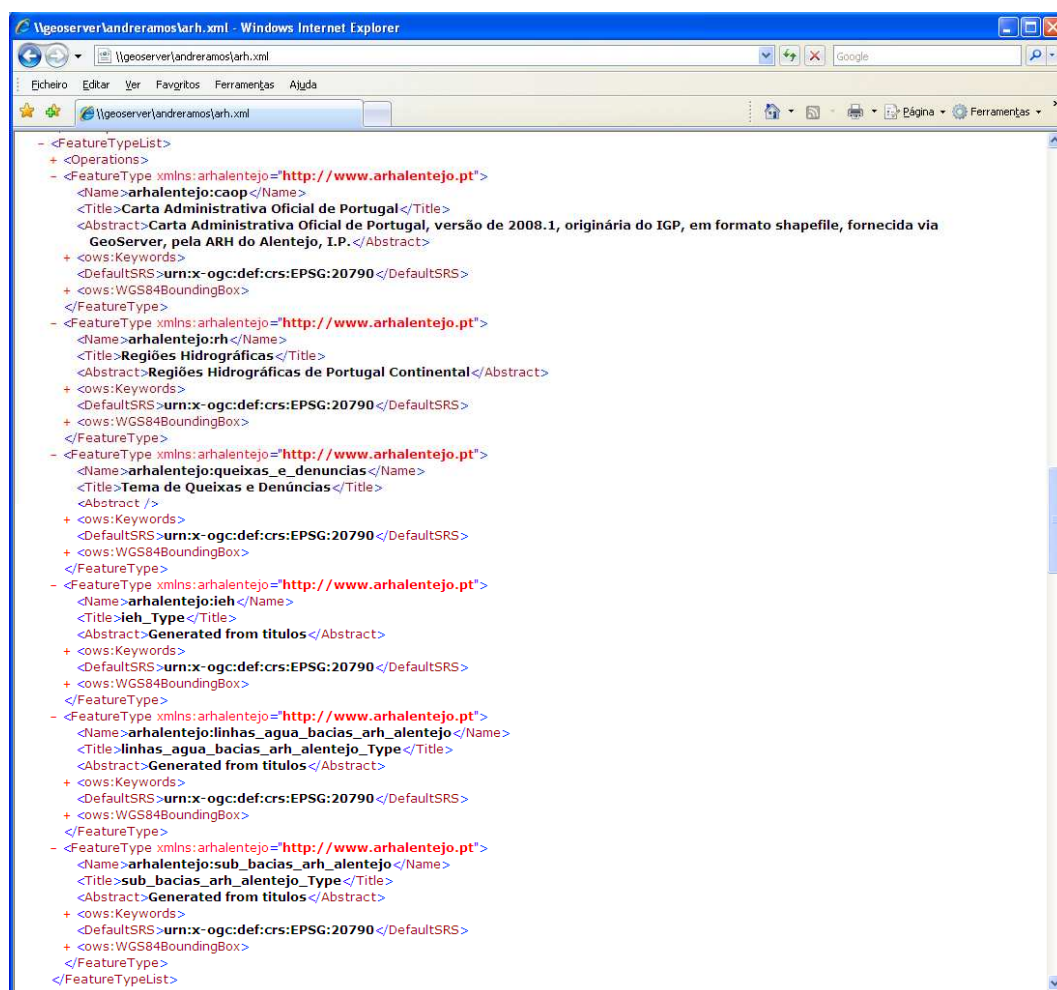 \\geoserver\andreramos\arh.xml - Windows Internet Explorer
\\geoserver\andreramos\arh.xml
Google
Ficheiro Editar Ver Favoritos Ferramentas Ajuda
\\geoserver\andreramos\arh.xml
Página Ferramentas
- <FeatureTypeList>
+ <Operations>
- <FeatureType xmlns:arhalentejo="http://www.arhalentejo.pt">
<Name>arhalentejo:caop</Name>
<Title>Carta Administrativa Oficial de Portugal</Title>
<Abstract>Carta Administrativa Oficial de Portugal, versão de 2008.1, originária do IGP, em formato shapefile, fornecida via
GeoServer, pela ARH do Alentejo, I.P.</Abstract>
+ <ows:Keywords>
<DefaultSRS>urn:x-ogc:def:crs:EPSG:20790</DefaultSRS>
+ <ows:WGS84BoundingBox>
</FeatureType>
- <FeatureType xmlns:arhalentejo="http://www.arhalentejo.pt">
<Name>arhalentejo:rh</Name>
<Title>Regiões Hidrográficas</Title>
<Abstract>Regiões Hidrográficas de Portugal Continental</Abstract>
+ <ows:Keywords>
<DefaultSRS>urn:x-ogc:def:crs:EPSG:20790</DefaultSRS>
+ <ows:WGS84BoundingBox>
</FeatureType>
- <FeatureType xmlns:arhalentejo="http://www.arhalentejo.pt">
<Name>arhalentejo:queixas_e_denuncias</Name>
<Title>Tema de Queixas e Denúncias</Title>
<Abstract />
+ <ows:Keywords>
<DefaultSRS>urn:x-ogc:def:crs:EPSG:20790</DefaultSRS>
+ <ows:WGS84BoundingBox>
</FeatureType>
- <FeatureType xmlns:arhalentejo="http://www.arhalentejo.pt">
<Name>arhalentejo:ieh</Name>
<Title>ieh_Type</Title>
<Abstract>Generated from titulos</Abstract>
+ <ows:Keywords>
<DefaultSRS>urn:x-ogc:def:crs:EPSG:20790</DefaultSRS>
+ <ows:WGS84BoundingBox>
</FeatureType>
- <FeatureType xmlns:arhalentejo="http://www.arhalentejo.pt">
<Name>arhalentejo:linhas_agua_bacias_arh_alentejo</Name>
<Title>linhas_agua_bacias_arh_alentejo_Type</Title>
<Abstract>Generated from titulos</Abstract>
+ <ows:Keywords>
<DefaultSRS>urn:x-ogc:def:crs:EPSG:20790</DefaultSRS>
+ <ows:WGS84BoundingBox>
</FeatureType>
- <FeatureType xmlns:arhalentejo="http://www.arhalentejo.pt">
<Name>arhalentejo:sub_bacias_arh_alentejo</Name>
<Title>sub_bacias_arh_alentejo_Type</Title>
<Abstract>Generated from titulos</Abstract>
+ <ows:Keywords>
<DefaultSRS>urn:x-ogc:def:crs:EPSG:20790</DefaultSRS>
+ <ows:WGS84BoundingBox>
</FeatureType>
</FeatureTypeList>